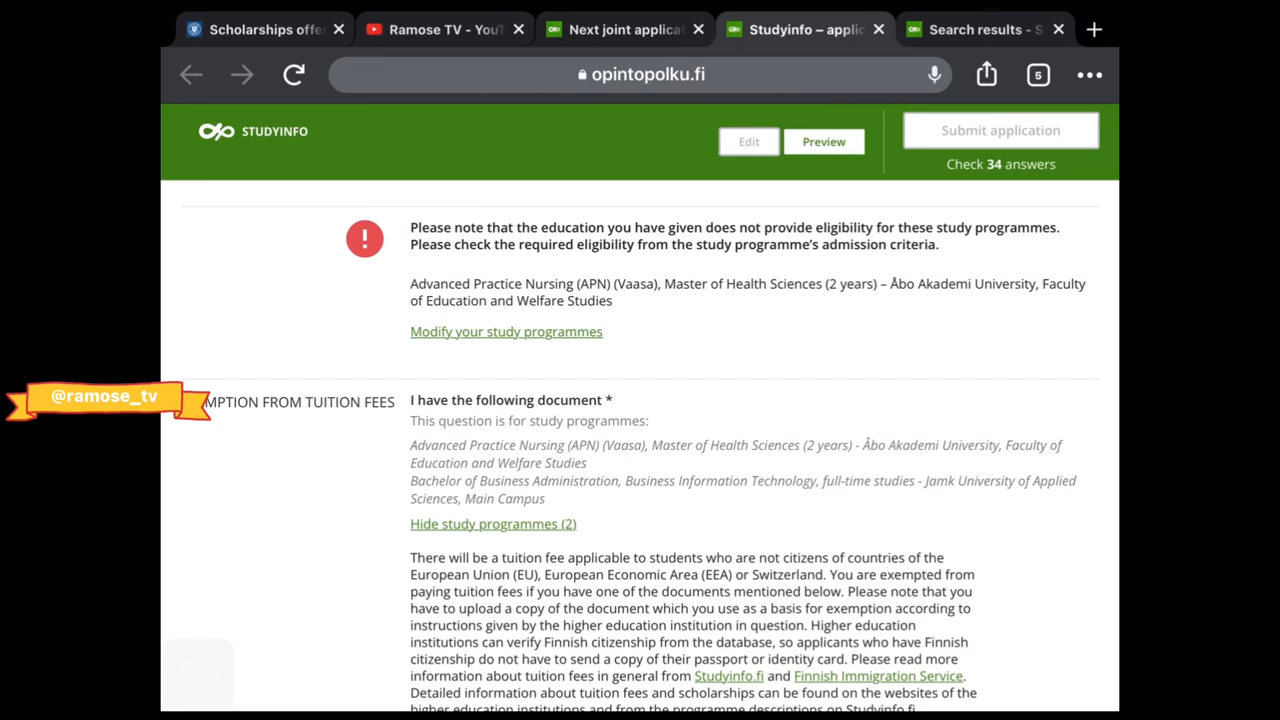 Scholarships offe
Ramose TV - YouT
Next joint applicat
Studyinfo – applic
Search results - S
opintopolku.fi
5
STUDYINFO
Edit
Preview
Submit application
Check 34 answers
Please note that the education you have given does not provide eligibility for these study programmes.
Please check the required eligibility from the study programme's admission criteria.
Advanced Practice Nursing (APN) (Vaasa), Master of Health Sciences (2 years) – Åbo Akademi University, Faculty
of Education and Welfare Studies
Modify your study programmes
@ramose_tv
MPTION FROM TUITION FEES
I have the following document *
This question is for study programmes:
Advanced Practice Nursing (APN) (Vaasa), Master of Health Sciences (2 years) - Åbo Akademi University, Faculty of
Education and Welfare Studies
Bachelor of Business Administration, Business Information Technology, full-time studies - Jamk University of Applied
Sciences, Main Campus
Hide study programmes (2)
There will be a tuition fee applicable to students who are not citizens of countries of the
European Union (EU), European Economic Area (EEA) or Switzerland. You are exempted from
paying tuition fees if you have one of the documents mentioned below. Please note that you
have to upload a copy of the document which you use as a basis for exemption according to
instructions given by the higher education institution in question. Higher education
institutions can verify Finnish citizenship from the database, so applicants who have Finnish
citizenship do not have to send a copy of their passport or identity card. Please read more
information about tuition fees in general from Studyinfo.fi and Finnish Immigration Service.
Detailed information about tuition fees and scholarships can be found on the websites of the
higher education institutions and from the programme descriptions on Studyinfo.fi